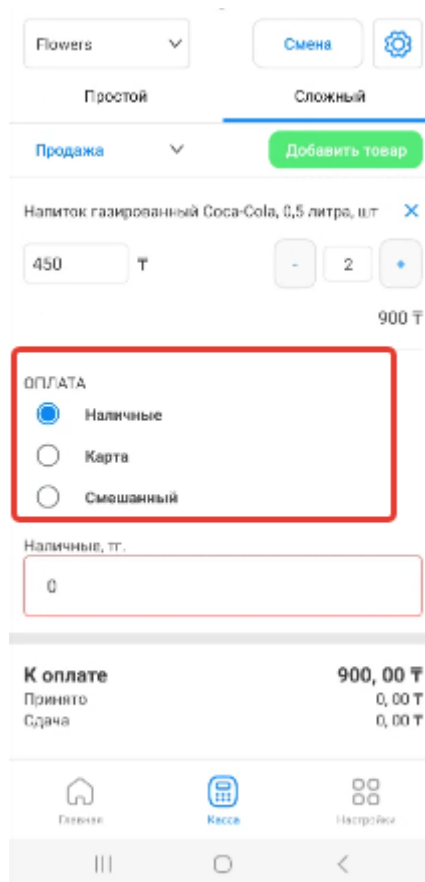 Flowers
Смена
Простой Сложный
Продажа Добавить товар
Напиток газированный Coca-Cola, 0,5 литра, шт
450 ₸ - 2 +
900 ₸
ОПЛАТА
Наличные
Карта
Смешанный
Наличные, тг.
0
К оплате 900, 00 ₸
Принято 0, 00 ₸
Сдача 0, 00 ₸
Главная Касса Настройки